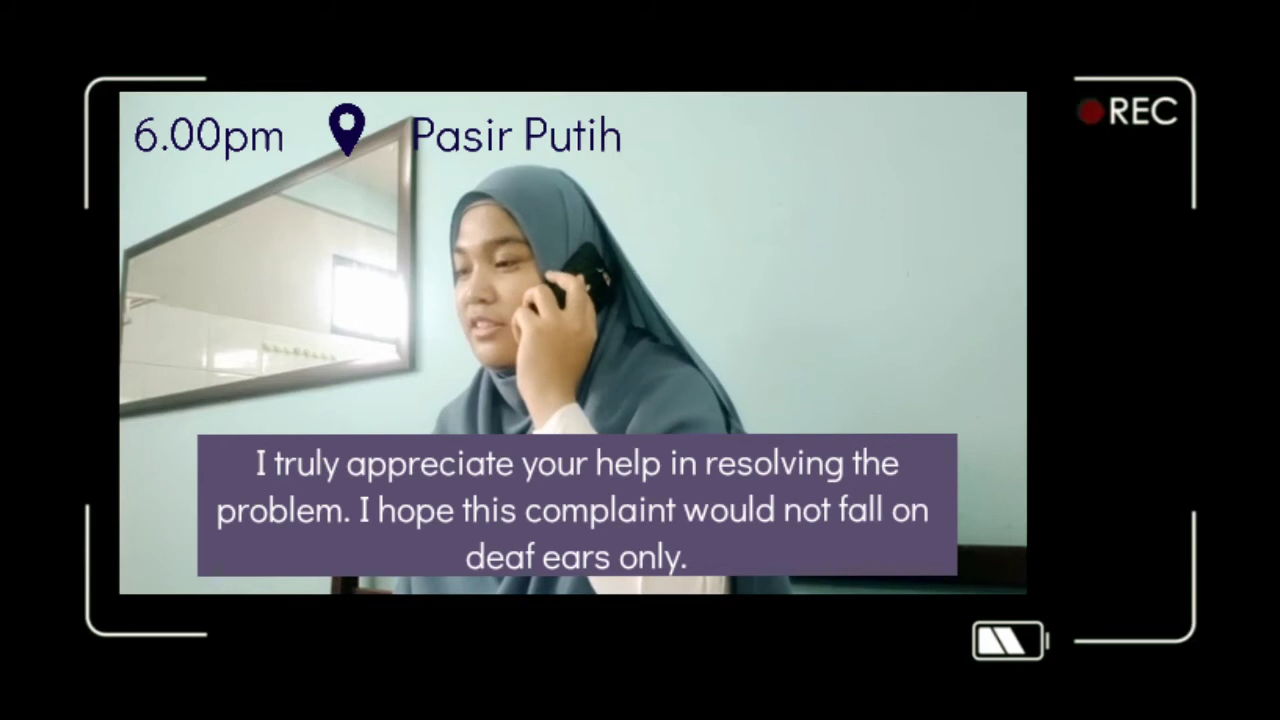 6.00pm Pasir Putih
REC
I truly appreciate your help in resolving the
problem. I hope this complaint would not fall on
deaf ears only.